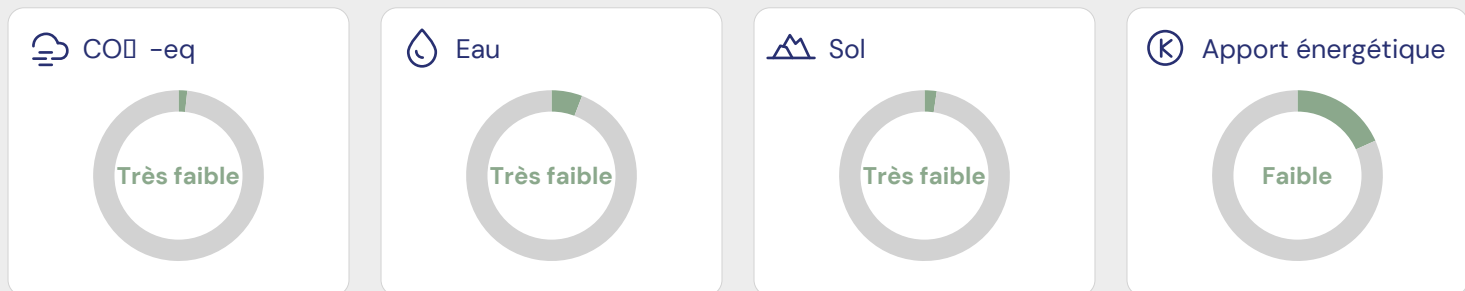 CO▯ -eq
Eau
Sol
Apport énergétique
Très faible
Très faible
Très faible
Faible